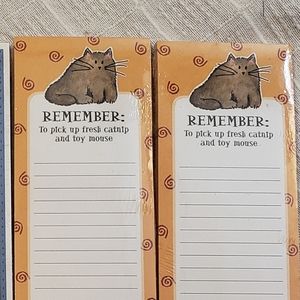 REMEMBER:
To pick up fresh catnip
and toy mouse
REMEMBER:
To pick up fresh catnip
and toy mouse